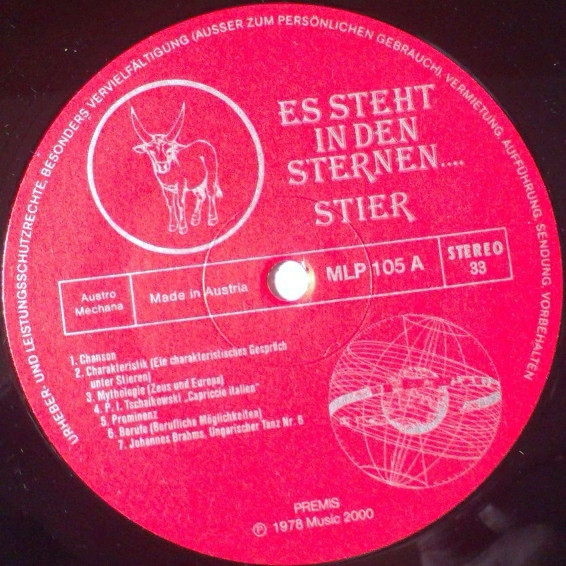 URHEBER- UND LEISTUNGSSCHUTZRECHTE, BESONDERS VERVIELFÄLTIGUNG (AUSSER ZUM PERSÖNLICHEN GEBRAUCH), VERMIETUNG, AUFFÜHRUNG, SENDUNG, VORBEHALTEN
ES STEHT
IN DEN
STERNEN....
STIER
Austro
Mechana
Made in Austria
MLP 105 A
STEREO
33
1. Chanson
2. Charakteristik (Ein charakteristisches Gespräch
unter Stieren)
3. Mythologie (Zeus und Europa)
4. P. I. Tschaikowski „Capriccio italien"
5. Prominenz
6. Berufe (Berufliche Möglichkeiten)
7. Johannes Brahms, Ungarischer Tanz Nr. 6
PREMIS
℗ 1978 Music 2000